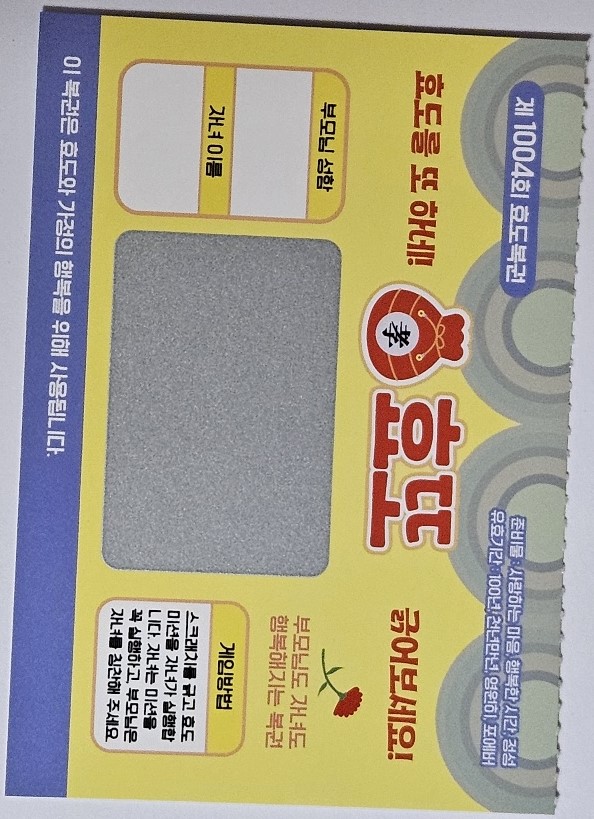 제 1004회 효도복권
준비물 : 사랑하는 마음, 행복한 시간, 정성
유효기간 : 100년, 천년만년, 영원히, 포에버
효도를 또 하네!!
孝
효또
긁어보세요!
부모님 성함
자녀 이름
부모님도 자녀도
행복해지는 복권
게임방법
스크래치를 긁고 효도
미션을 자녀가 실행합
니다. 자녀는 미션을
꼭 실행하고 부모님은
자녀를 칭찬해 주세요
이 복권은 효도와 가정의 행복을 위해 사용됩니다.